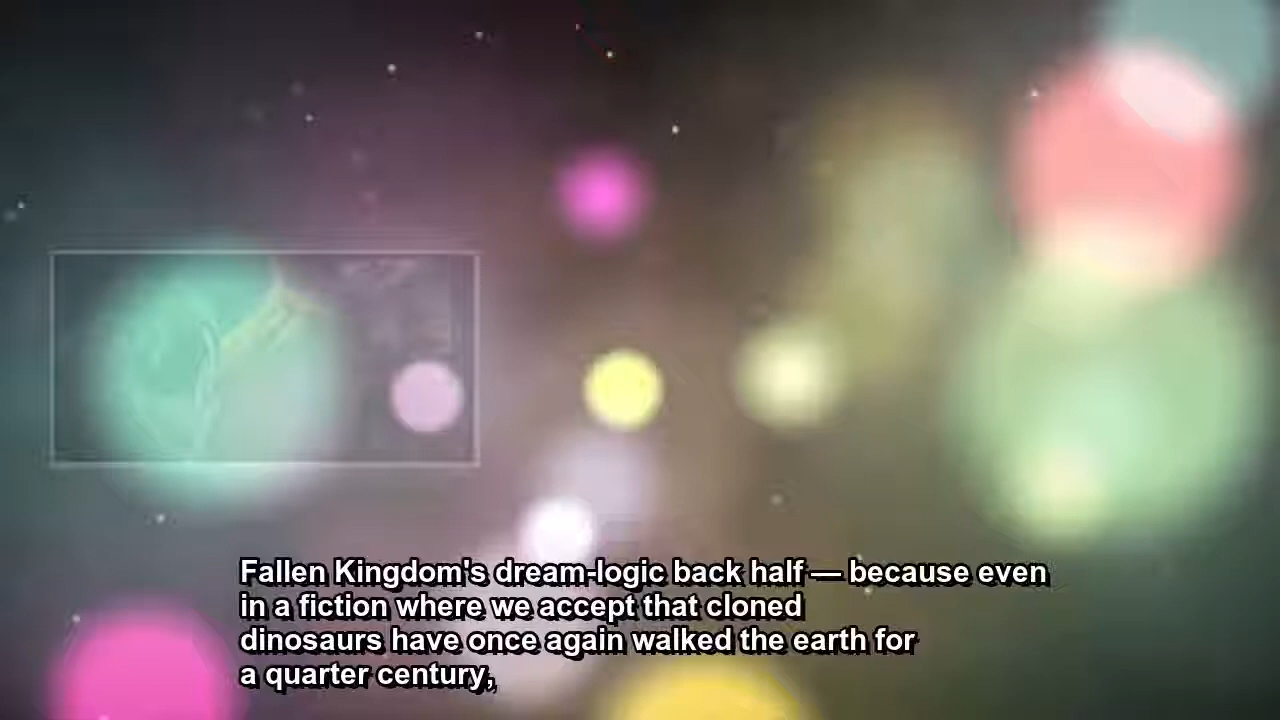 Fallen Kingdom's dream-logic back half — because even
in a fiction where we accept that cloned
dinosaurs have once again walked the earth for
a quarter century,